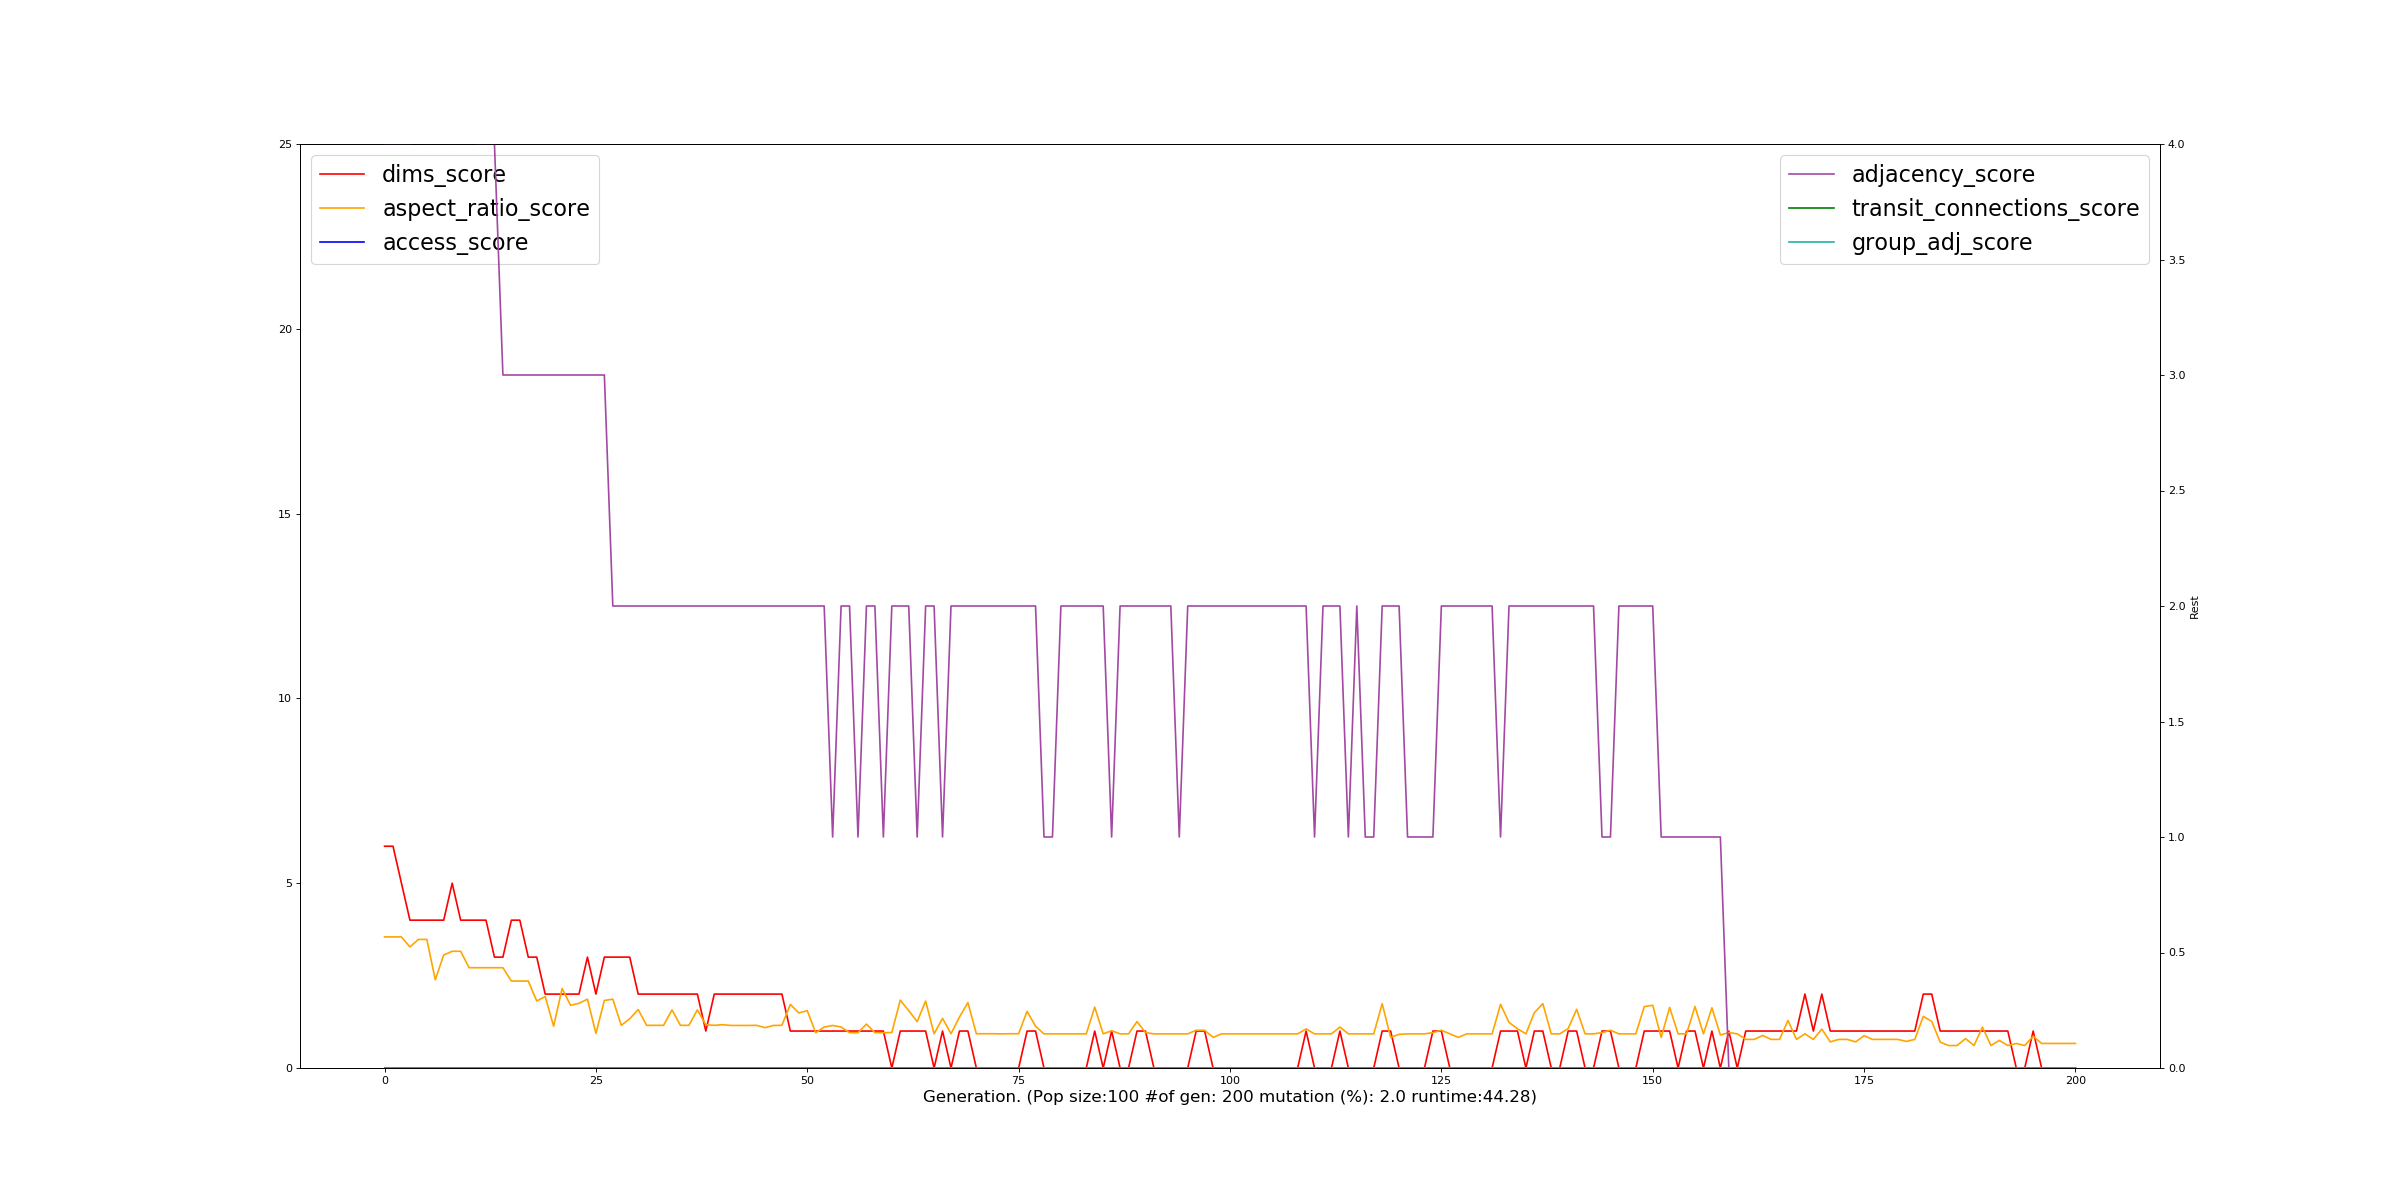 25
20
15
10
5
0
dims_score
aspect_ratio_score
access_score
adjacency_score
transit_connections_score
group_adj_score
4.0
3.5
3.0
2.5
2.0
1.5
1.0
0.5
0.0
Rest
0 25 50 75 100 125 150 175 200
Generation. (Pop size:100 #of gen: 200 mutation (%): 2.0 runtime:44.28)